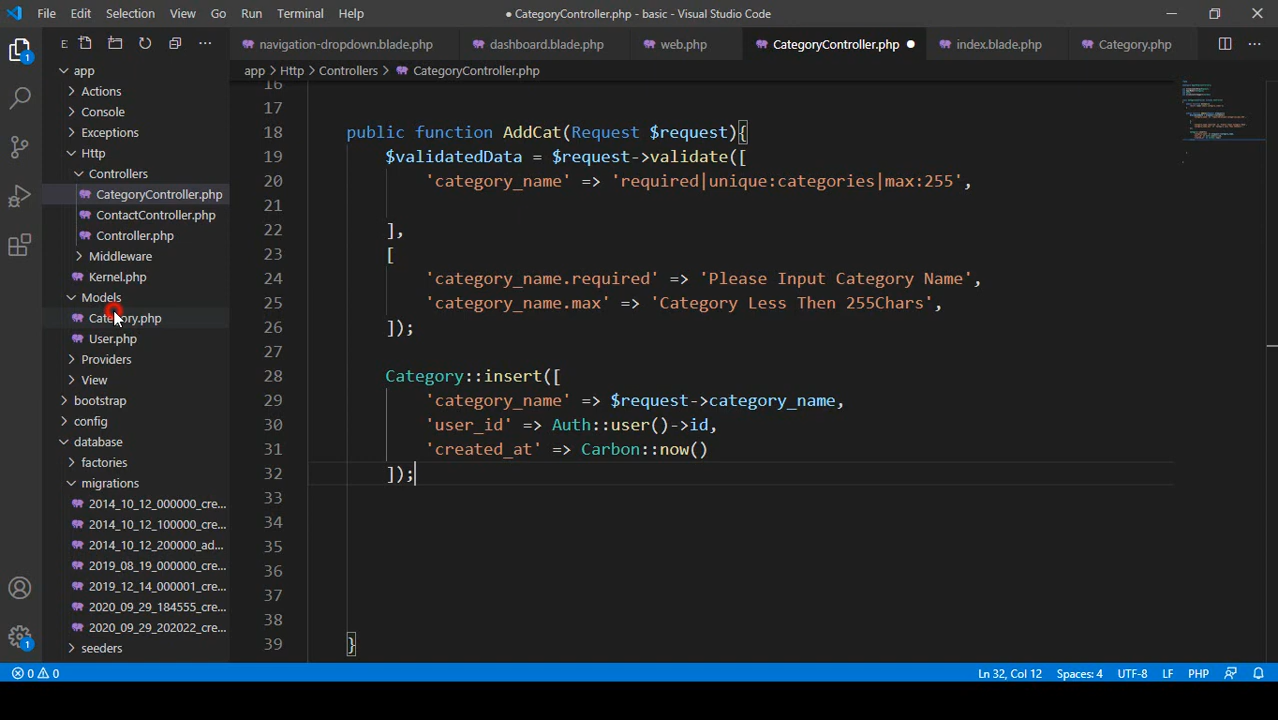 File Edit Selection View Go Run Terminal Help ● CategoryController.php - basic - Visual Studio Code
E navigation-dropdown.blade.php dashboard.blade.php web.php CategoryController.php ● index.blade.php Category.php ···
app > Http > Controllers > CategoryController.php
1
app
Actions
Console
Exceptions
Http
Controllers
CategoryController.php
ContactController.php
Controller.php
Middleware
Kernel.php
Models
Category.php
User.php
Providers
View
bootstrap
config
database
factories
migrations
2014_10_12_000000_cre...
2014_10_12_100000_cre...
2014_10_12_200000_ad...
2019_08_19_000000_cre...
2019_12_14_000001_cre...
2020_09_29_184555_cre...
2020_09_29_202022_cre...
seeders
1
16
17
18 public function AddCat(Request $request){
19 $validatedData = $request->validate([
20 'category_name' => 'required|unique:categories|max:255',
21
22 ],
23 [
24 'category_name.required' => 'Please Input Category Name',
25 'category_name.max' => 'Category Less Then 255Chars',
26 ]);
27
28 Category::insert([
29 'category_name' => $request->category_name,
30 'user_id' => Auth::user()->id,
31 'created_at' => Carbon::now()
32 ]);
33
34
35
36
37
38
39 }
0 0 Ln 32, Col 12 Spaces: 4 UTF-8 LF PHP